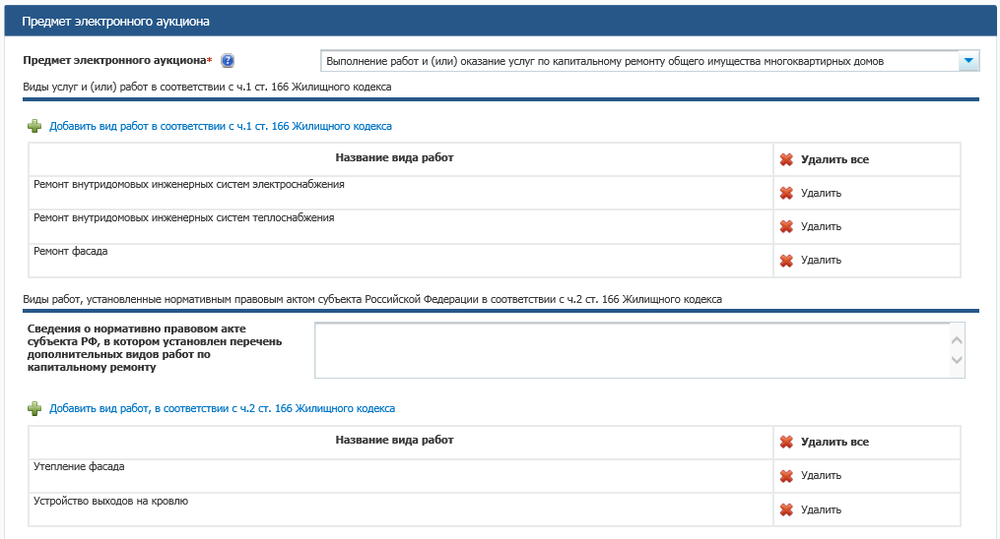 Предмет электронного аукциона
Предмет электронного аукциона* ? Выполнение работ и (или) оказание услуг по капитальному ремонту общего имущества многоквартирных домов
Виды услуг и (или) работ в соответствии с ч.1 ст. 166 Жилищного кодекса
Добавить вид работ в соответствии с ч.1 ст. 166 Жилищного кодекса
Название вида работ Удалить все
Ремонт внутридомовых инженерных систем электроснабжения Удалить
Ремонт внутридомовых инженерных систем теплоснабжения Удалить
Ремонт фасада Удалить
Виды работ, установленные нормативным правовым актом субъекта Российской Федерации в соответствии с ч.2 ст. 166 Жилищного кодекса
Сведения о нормативно правовом акте
субъекта РФ, в котором установлен перечень
дополнительных видов работ по
капитальному ремонту
Добавить вид работ, в соответствии с ч.2 ст. 166 Жилищного кодекса
Название вида работ Удалить все
Утепление фасада Удалить
Устройство выходов на кровлю Удалить